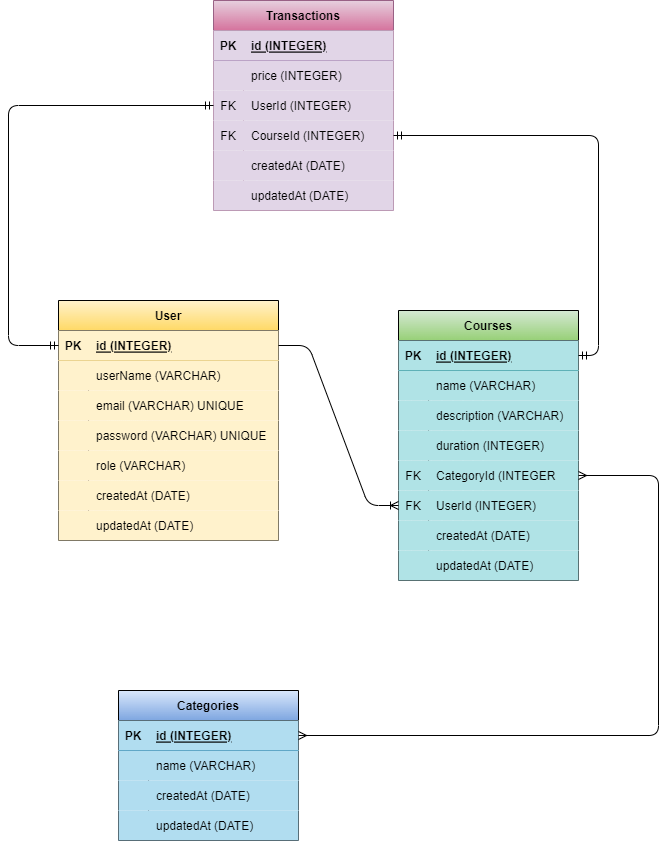 Transactions
PK id (INTEGER)
price (INTEGER)
FK UserId (INTEGER)
FK CourseId (INTEGER)
createdAt (DATE)
updatedAt (DATE)
User
PK id (INTEGER)
userName (VARCHAR)
email (VARCHAR) UNIQUE
password (VARCHAR) UNIQUE
role (VARCHAR)
createdAt (DATE)
updatedAt (DATE)
Courses
PK id (INTEGER)
name (VARCHAR)
description (VARCHAR)
duration (INTEGER)
FK CategoryId (INTEGER
FK UserId (INTEGER)
createdAt (DATE)
updatedAt (DATE)
Categories
PK id (INTEGER)
name (VARCHAR)
createdAt (DATE)
updatedAt (DATE)